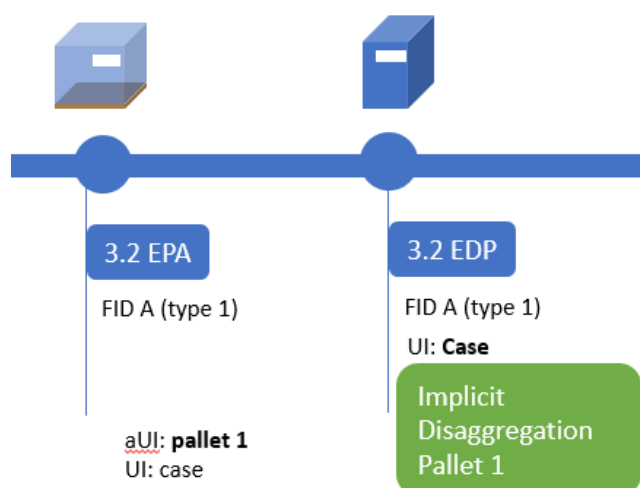 3.2 EPA
FID A (type 1)
aUI: pallet 1
UI: case
3.2 EDP
FID A (type 1)
UI: Case
Implicit
Disaggregation
Pallet 1